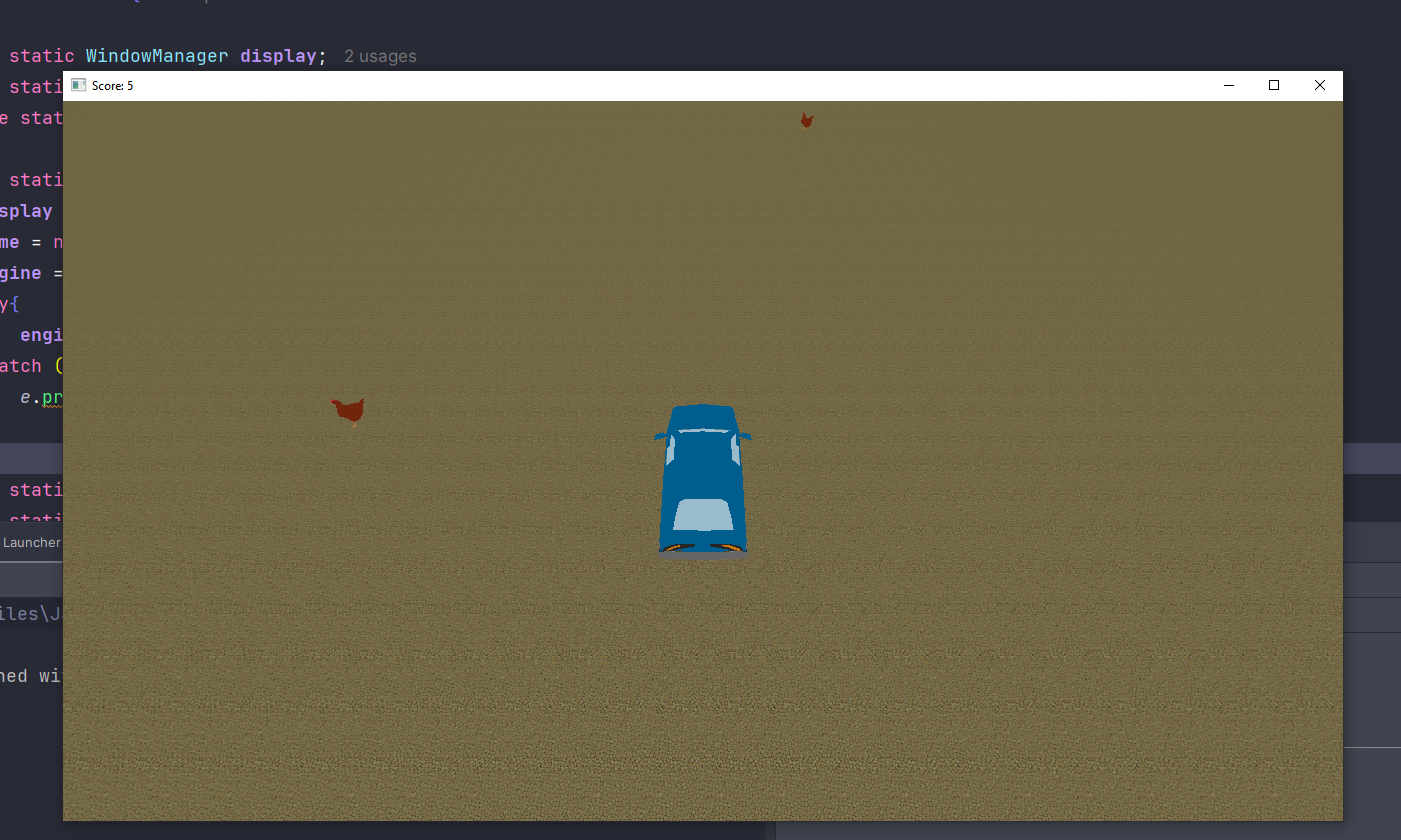 static WindowManager display; 2 usages
Score: 5
stati
e stat
stati
splay
me = n
gine =
y{
engi
atch (
e.pr
stati
stati
Launcher
iles\J
ned wi